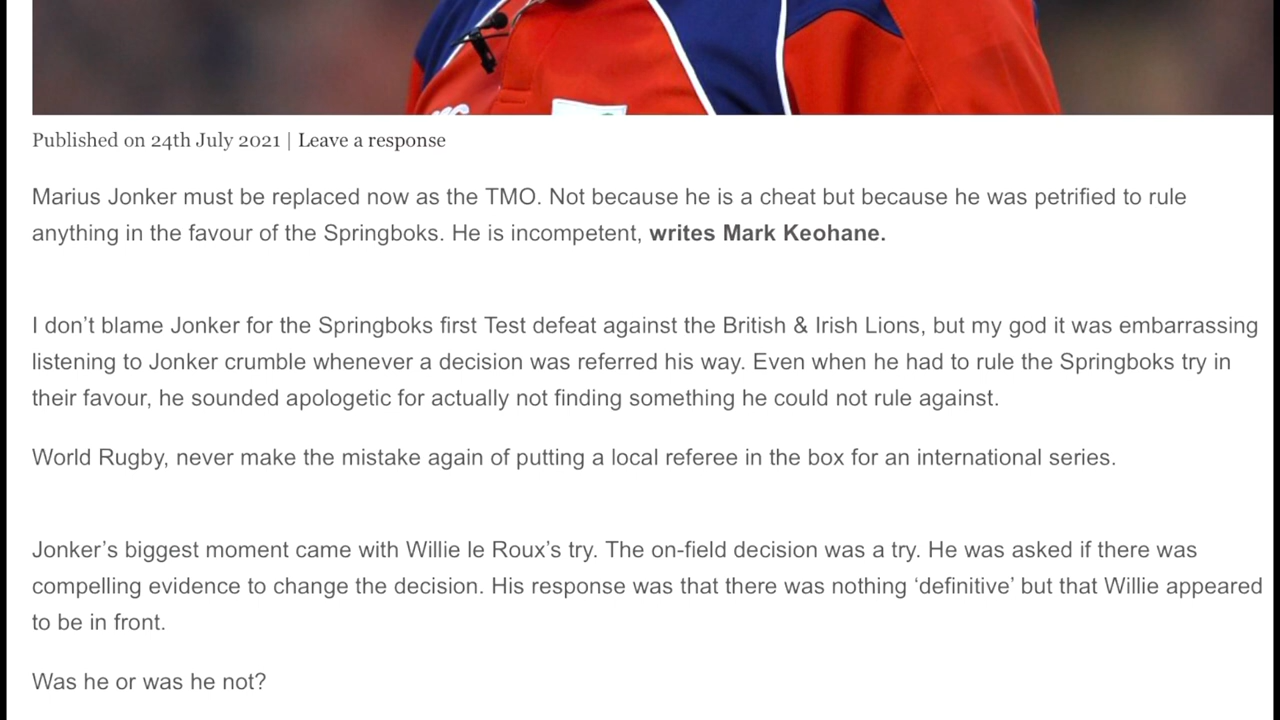 Published on 24th July 2021 | Leave a response
Marius Jonker must be replaced now as the TMO. Not because he is a cheat but because he was petrified to rule
anything in the favour of the Springboks. He is incompetent, writes Mark Keohane.
I don’t blame Jonker for the Springboks first Test defeat against the British & Irish Lions, but my god it was embarrassing
listening to Jonker crumble whenever a decision was referred his way. Even when he had to rule the Springboks try in
their favour, he sounded apologetic for actually not finding something he could not rule against.
World Rugby, never make the mistake again of putting a local referee in the box for an international series.
Jonker’s biggest moment came with Willie le Roux’s try. The on-field decision was a try. He was asked if there was
compelling evidence to change the decision. His response was that there was nothing ‘definitive’ but that Willie appeared
to be in front.
Was he or was he not?